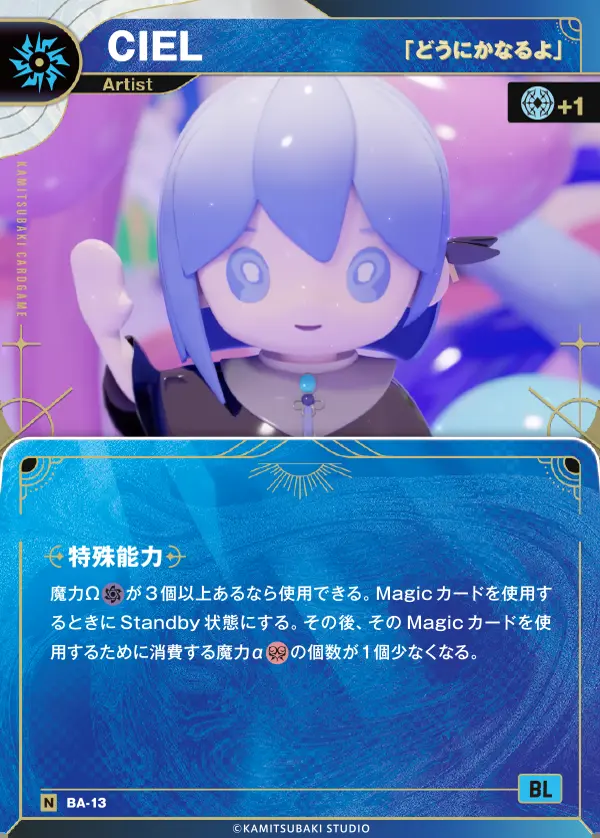 CIEL
「どうにかなるよ」
Artist
+1
KAMITSUBAKI CARDGAME
特殊能力
魔力Ωが3個以上あるなら使用できる。Magicカードを使用す
るときにStandby状態にする。その後、そのMagicカードを使
用するために消費する魔力αの個数が1個少なくなる。
BL
N BA-13
©KAMITSUBAKI STUDIO